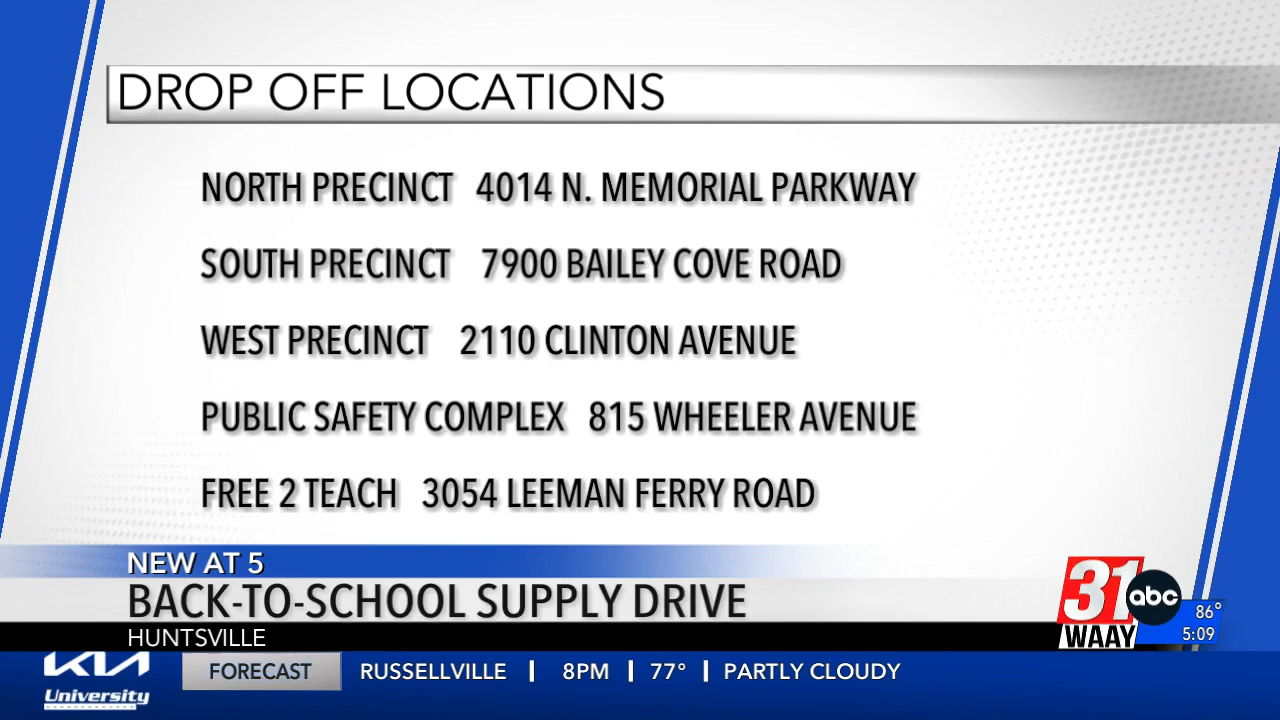 DROP OFF LOCATIONS
NORTH PRECINCT 4014 N. MEMORIAL PARKWAY
SOUTH PRECINCT 7900 BAILEY COVE ROAD
WEST PRECINCT 2110 CLINTON AVENUE
PUBLIC SAFETY COMPLEX 815 WHEELER AVENUE
FREE 2 TEACH 3054 LEEMAN FERRY ROAD
NEW AT 5
BACK-TO-SCHOOL SUPPLY DRIVE
HUNTSVILLE
31 abc
WAAY
86°
5:09
KIA
University
FORECAST RUSSELLVILLE | 8PM | 77° | PARTLY CLOUDY